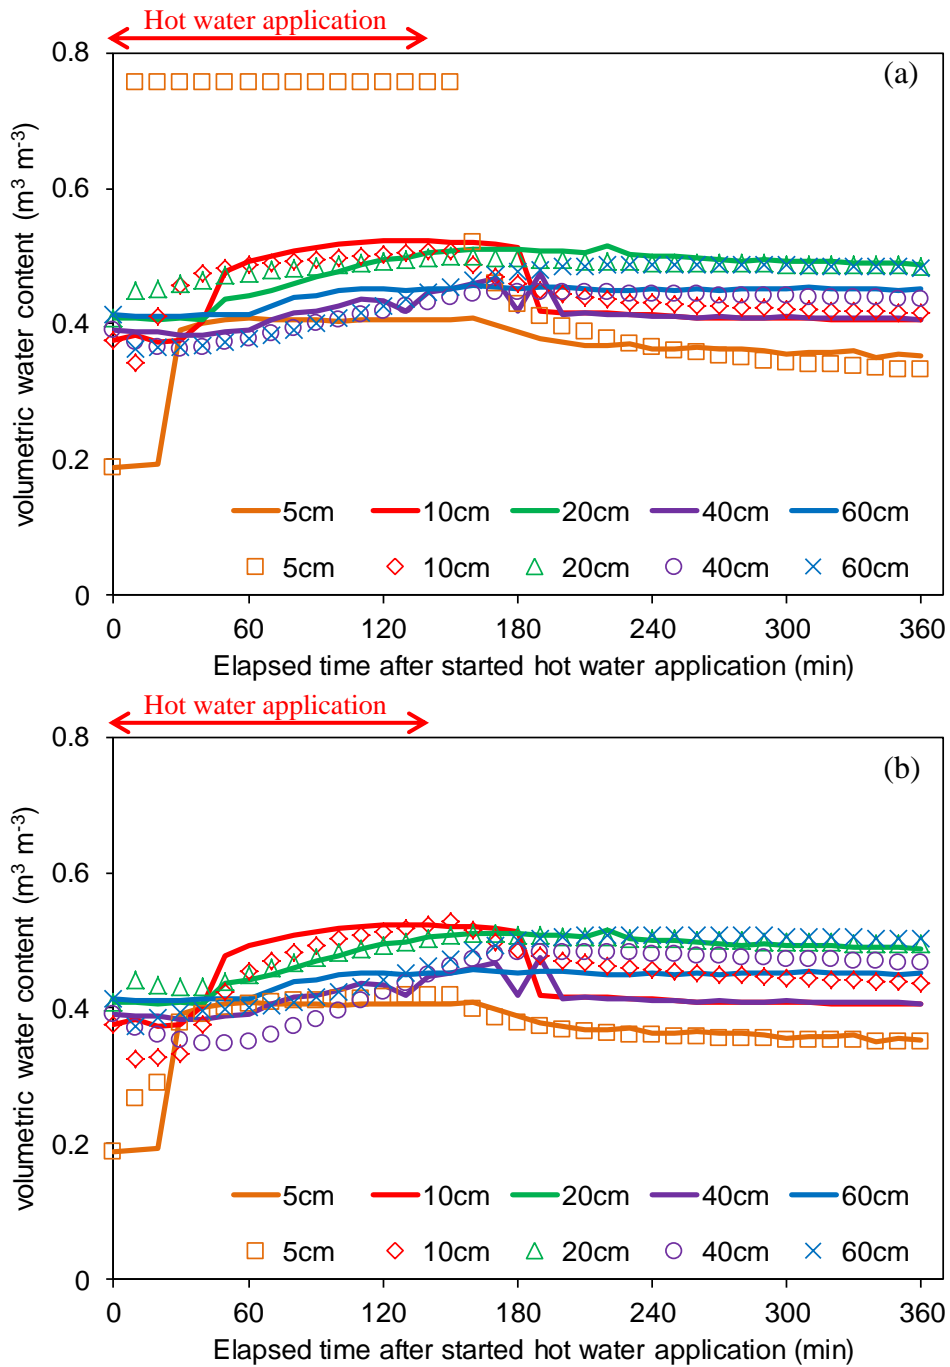 Hot water application
(a)
volumetric water content (m³ m⁻³)
0.8
0.6
0.4
0.2
0
5cm 10cm 20cm 40cm 60cm
5cm 10cm 20cm 40cm 60cm
0 60 120 180 240 300 360
Elapsed time after started hot water application (min)
Hot water application
(b)
volumetric water content (m³ m⁻³)
0.8
0.6
0.4
0.2
0
5cm 10cm 20cm 40cm 60cm
5cm 10cm 20cm 40cm 60cm
0 60 120 180 240 300 360
Elapsed time after started hot water application (min)